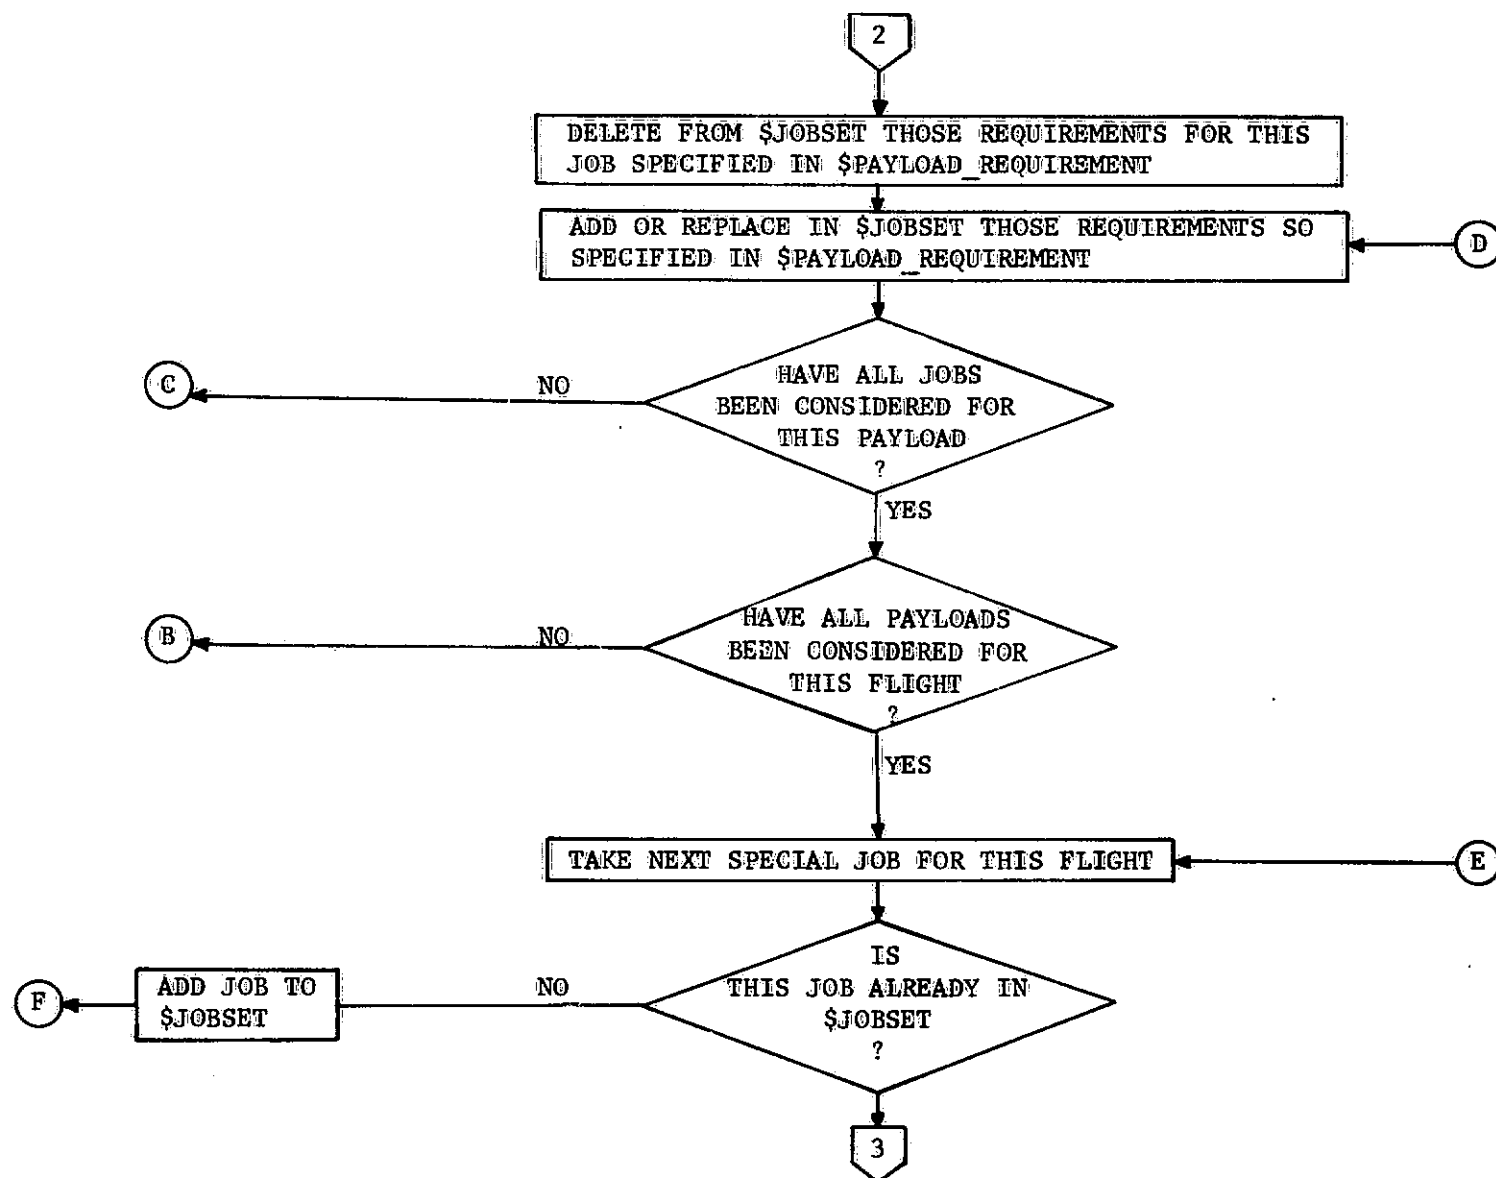 2
DELETE FROM $JOBSET THOSE REQUIREMENTS FOR THIS
JOB SPECIFIED IN $PAYLOAD_REQUIREMENT
ADD OR REPLACE IN $JOBSET THOSE REQUIREMENTS SO
SPECIFIED IN $PAYLOAD_REQUIREMENT
D
HAVE ALL JOBS
BEEN CONSIDERED FOR
THIS PAYLOAD
?
NO
C
YES
HAVE ALL PAYLOADS
BEEN CONSIDERED FOR
THIS FLIGHT
?
NO
B
YES
TAKE NEXT SPECIAL JOB FOR THIS FLIGHT
E
IS
THIS JOB ALREADY IN
$JOBSET
?
NO
ADD JOB TO
$JOBSET
F
3